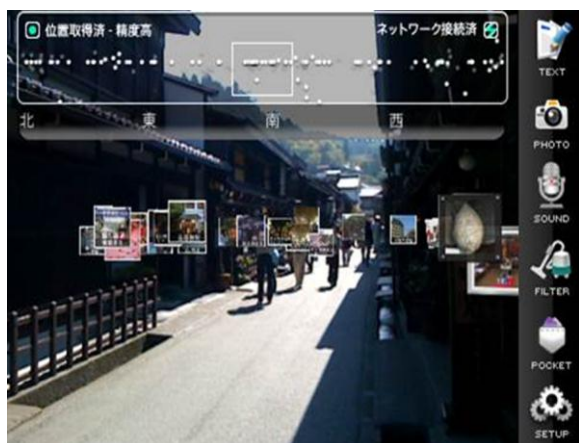 位置取得済 - 精度高
ネットワーク接続済
北 東 南 西
TEXT
PHOTO
SOUND
FILTER
POCKET
SETUP